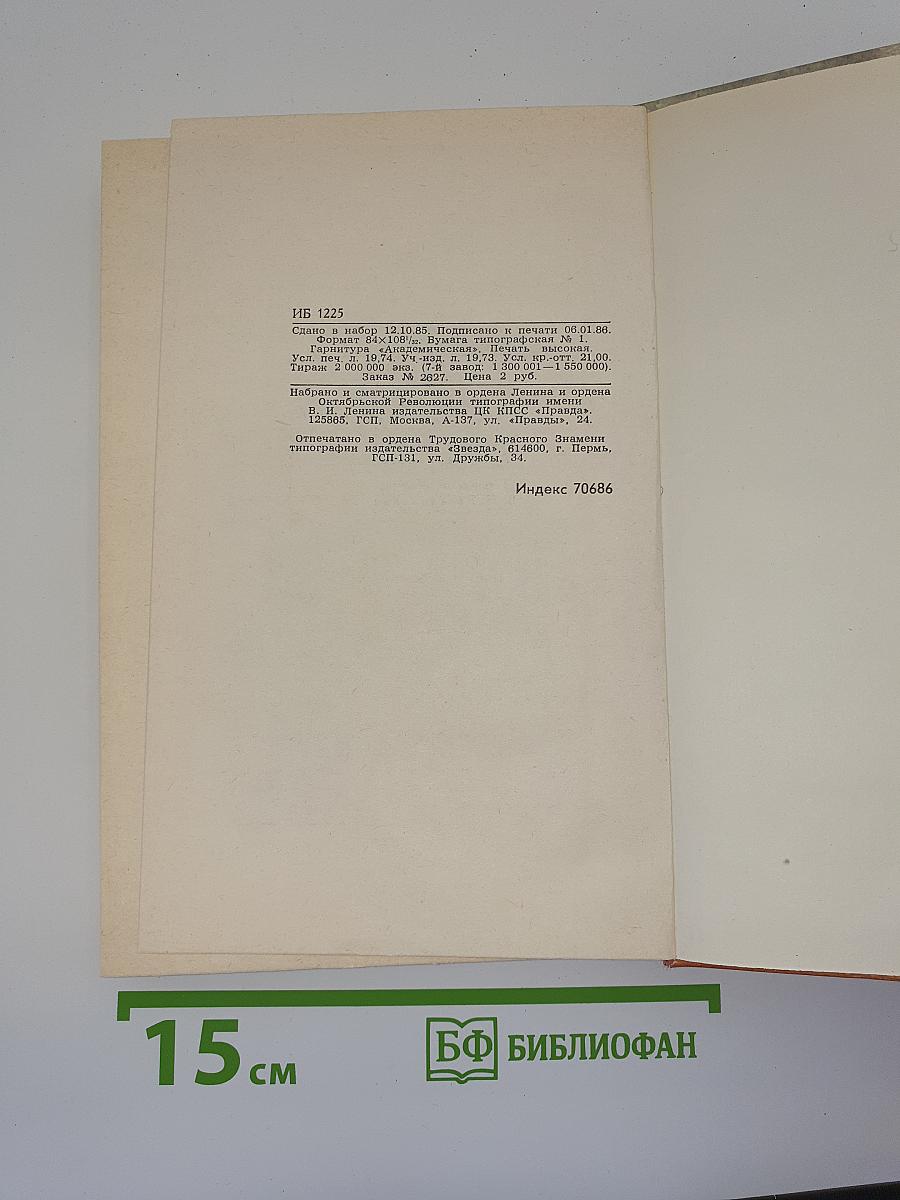 ИБ 1225
Сдано в набор 12.10.85. Подписано к печати 06.01.86.
Формат 84×108¹/₃₂. Бумага типографская № 1.
Гарнитура «Академическая». Печать высокая.
Усл. печ. л. 19,74. Уч.-изд. л. 19,73. Усл. кр.-отт. 21,00.
Тираж 2 000 000 экз. (7-й завод: 1 300 001—1 550 000).
Заказ № 2627. Цена 2 руб.
Набрано и сматрицировано в ордена Ленина и ордена
Октябрьской Революции типографии имени
В. И. Ленина издательства ЦК КПСС «Правда».
125865, ГСП, Москва, А-137, ул. «Правды», 24.
Отпечатано в ордена Трудового Красного Знамени
типографии издательства «Звезда», 614600, г. Пермь,
ГСП-131, ул. Дружбы, 34.
Индекс 70686
15 см
БФ БИБЛИОФАН